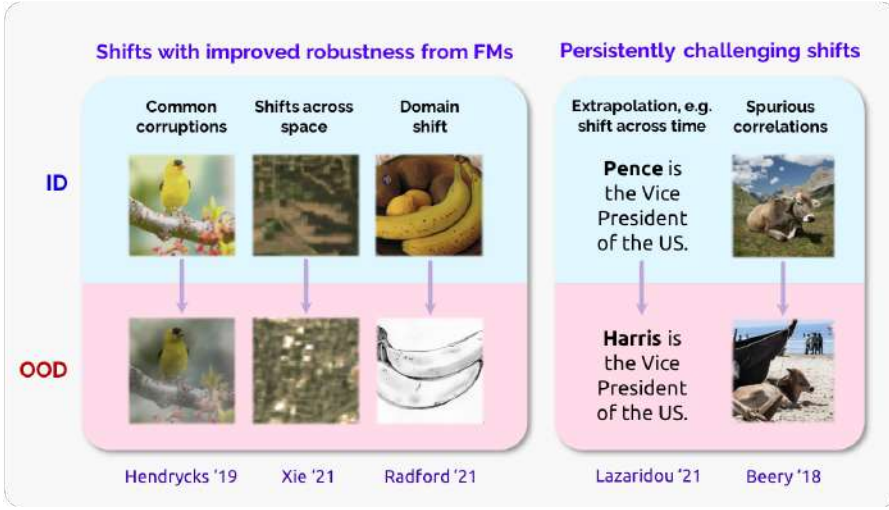 Shifts with improved robustness from FMs
Persistently challenging shifts
Common
corruptions
Shifts across
space
Domain
shift
Extrapolation, e.g.
shift across time
Spurious
correlations
ID
Pence is
the Vice
President
of the US.
OOD
Harris is
the Vice
President
of the US.
Hendrycks '19
Xie '21
Radford '21
Lazaridou '21
Beery '18